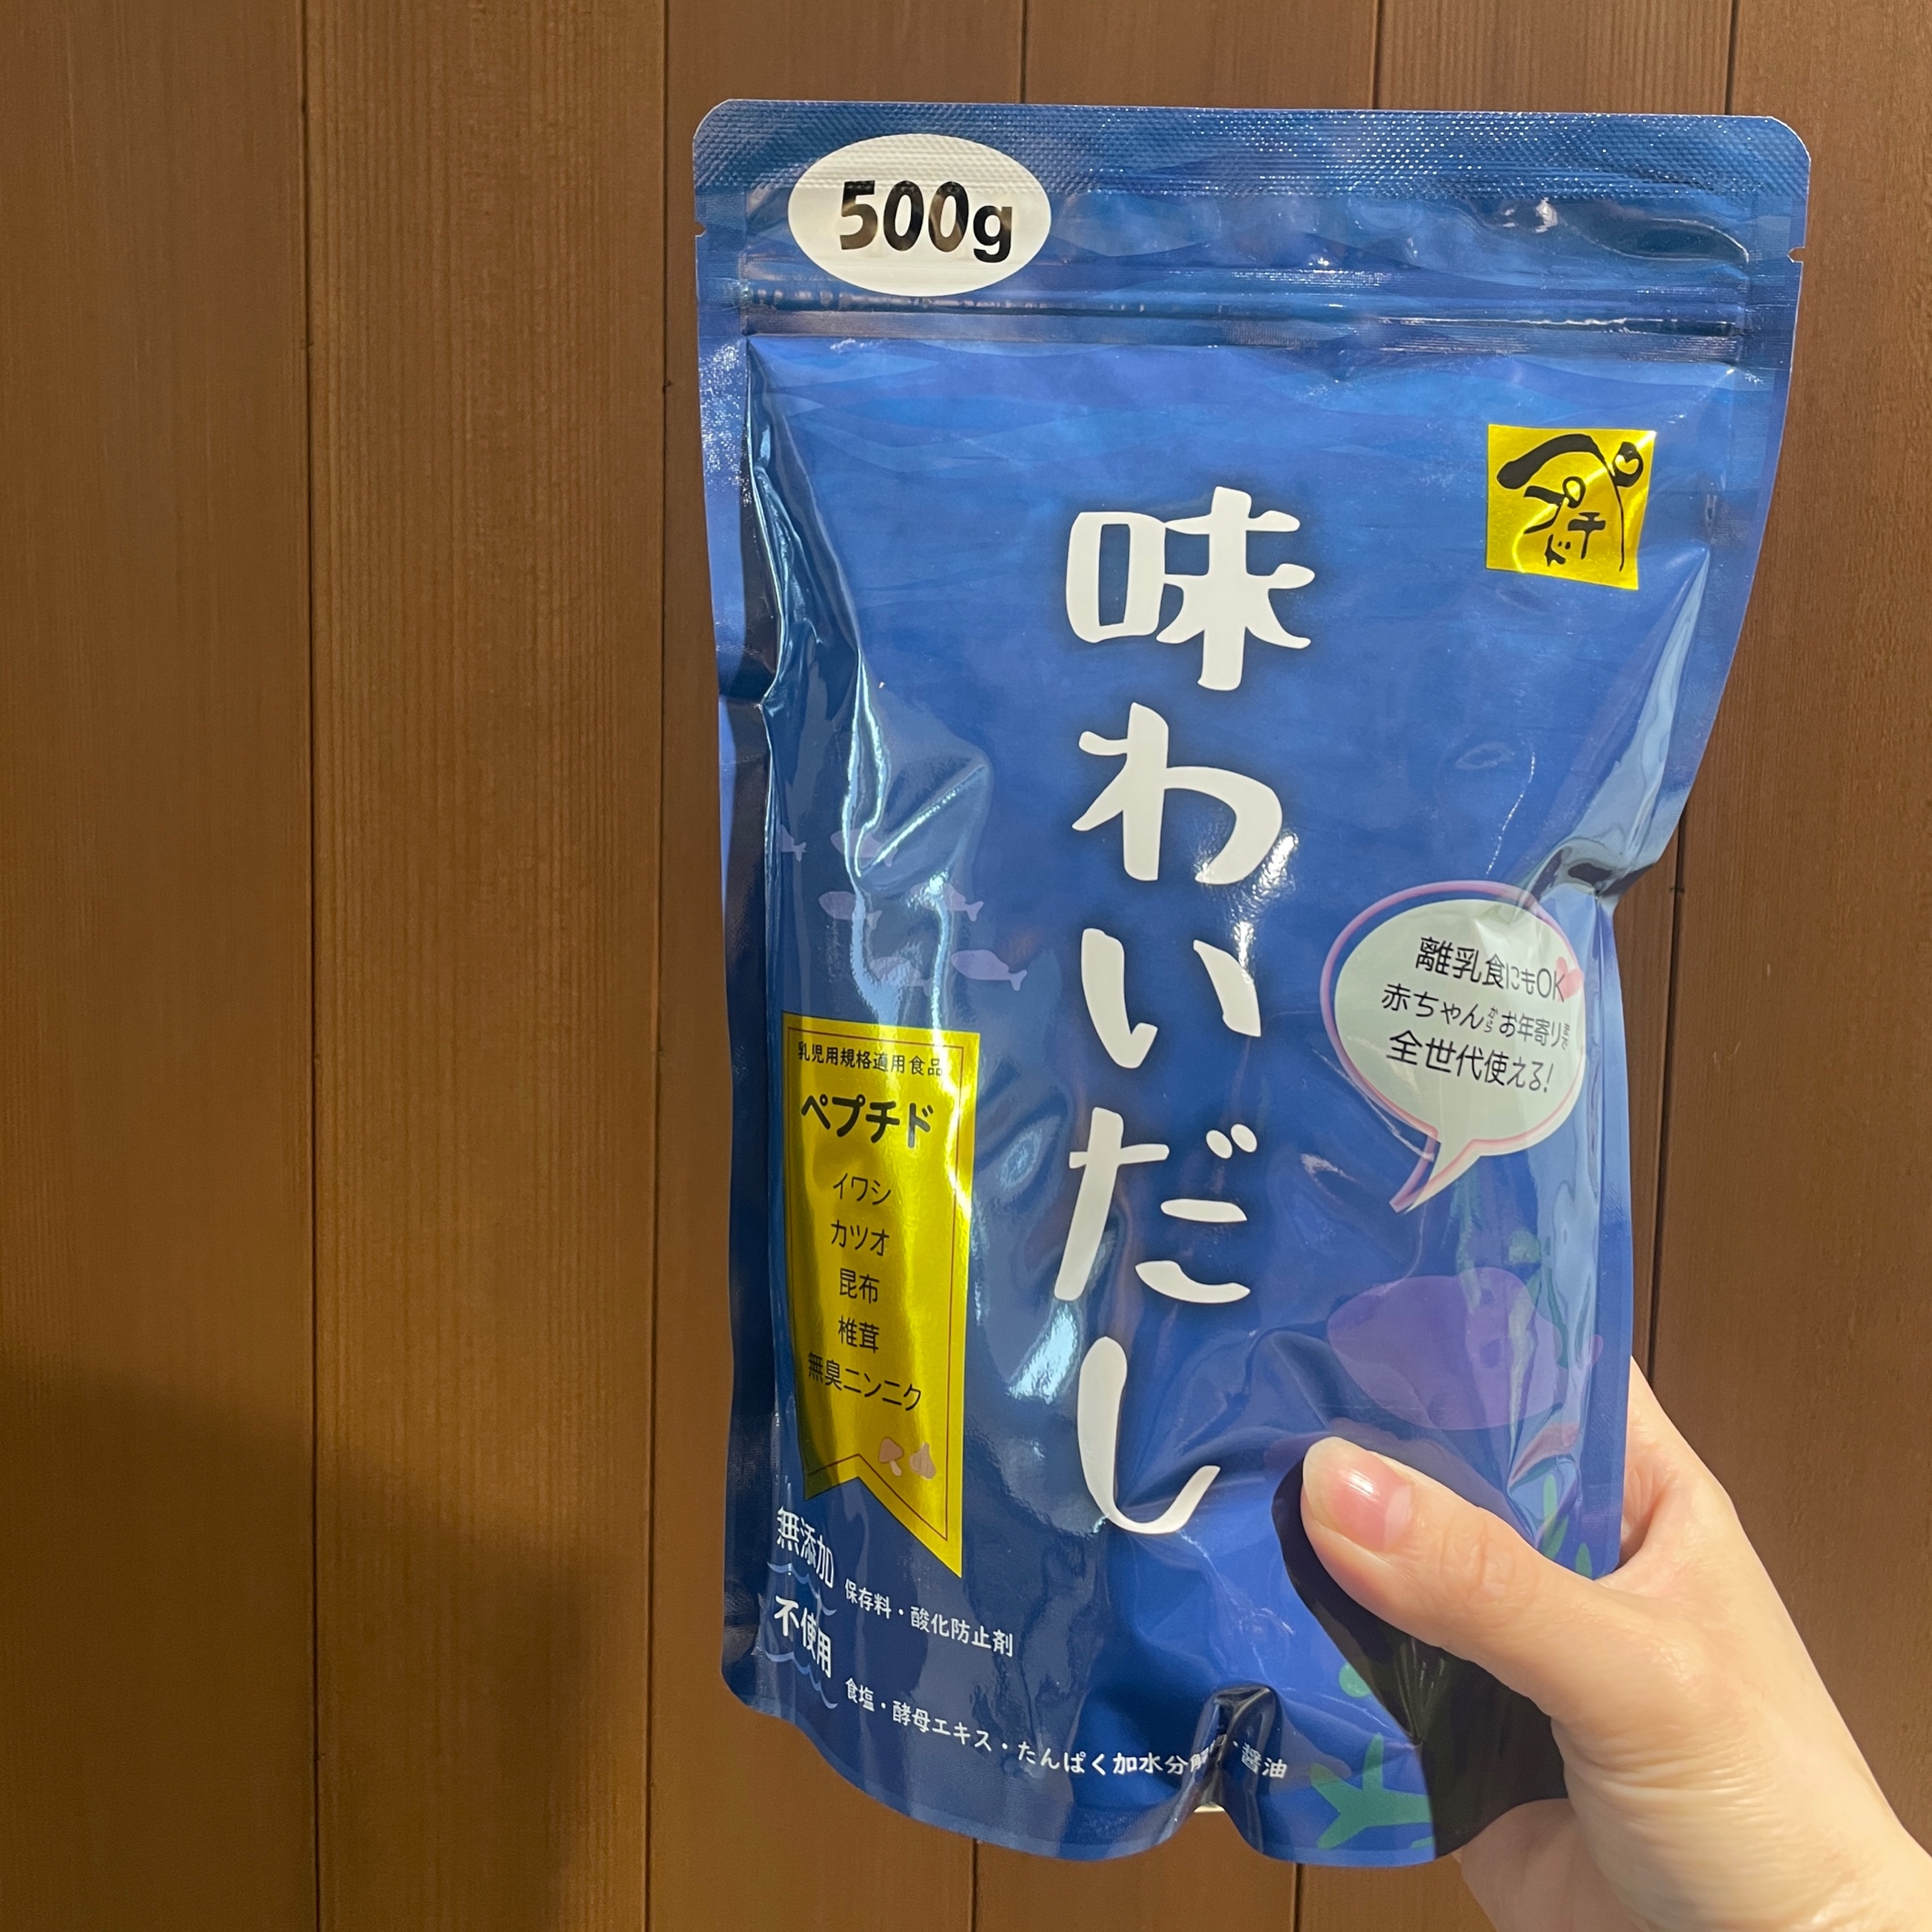 500g
ペプチド
味わいだし
離乳食にもOK
赤ちゃんからお年寄りまで
全世代使える!
乳児用規格適用食品
ペプチド
イワシ
カツオ
昆布
椎茸
無臭ニンニク
無添加 保存料・酸化防止剤
不使用 食塩・酵母エキス・たんぱく加水分解物・醤油